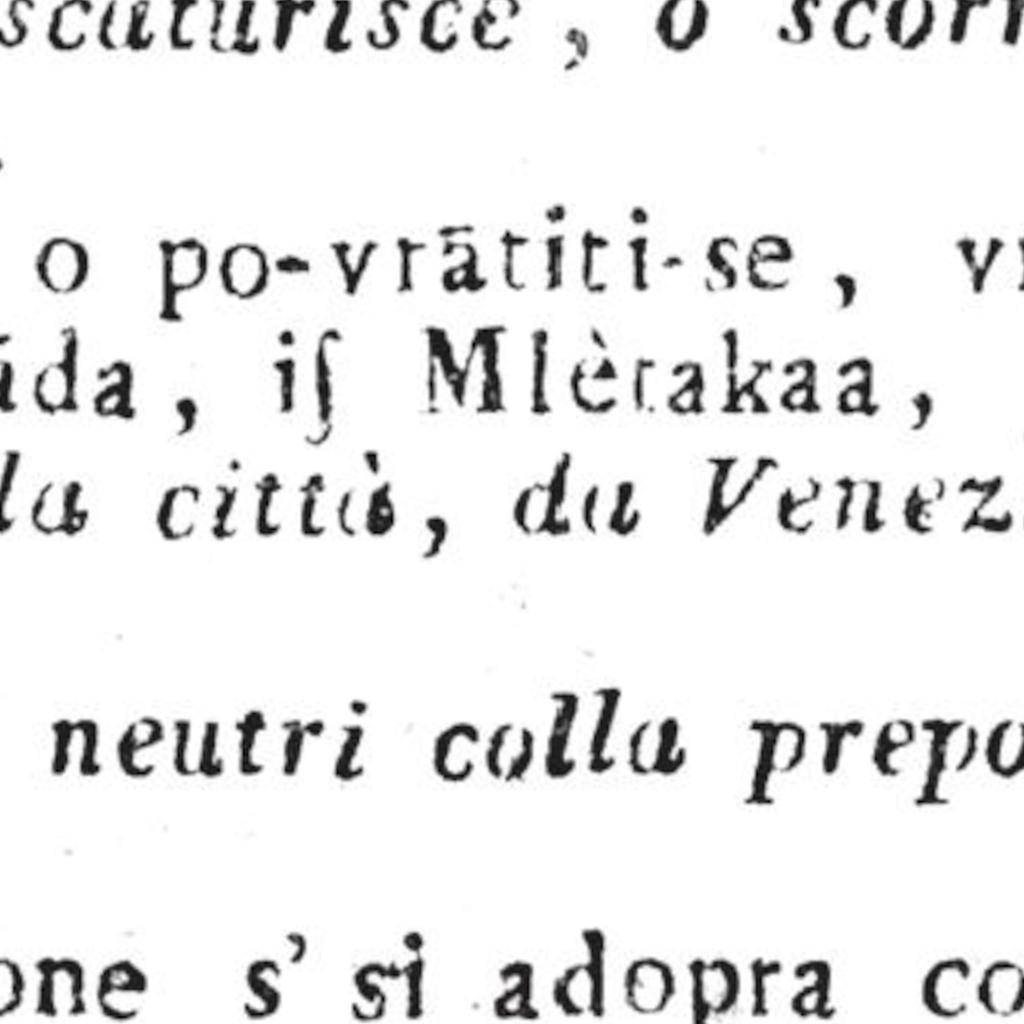 scaturisce, o scorr
o po-vrātiti-se, vr
da, iʃ Mlètakaa,
la città, da Venez
neutri colla prepo
one s' si adopra co